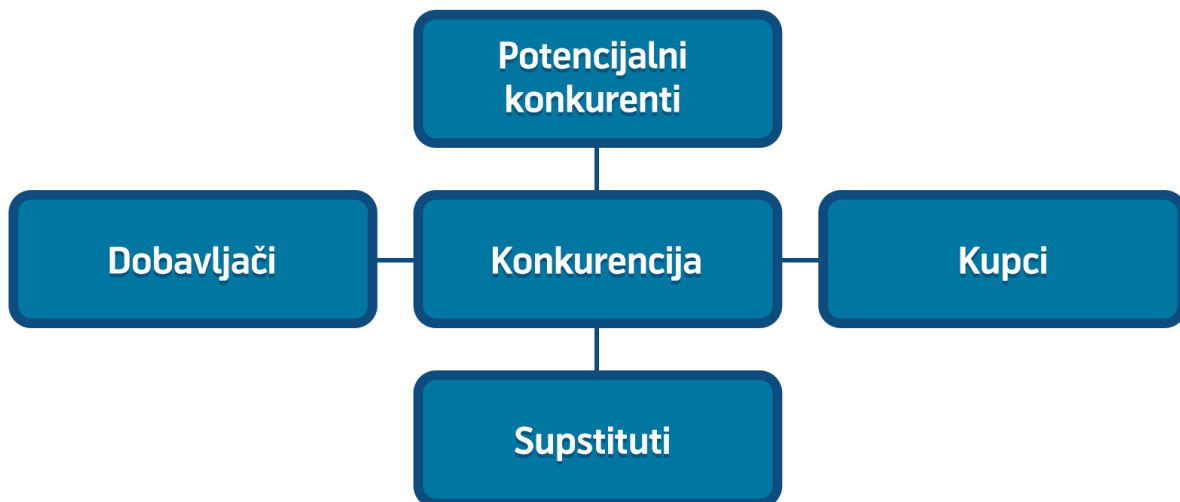 Potencijalni
konkurenti
Dobavljači
Konkurencija
Kupci
Supstituti